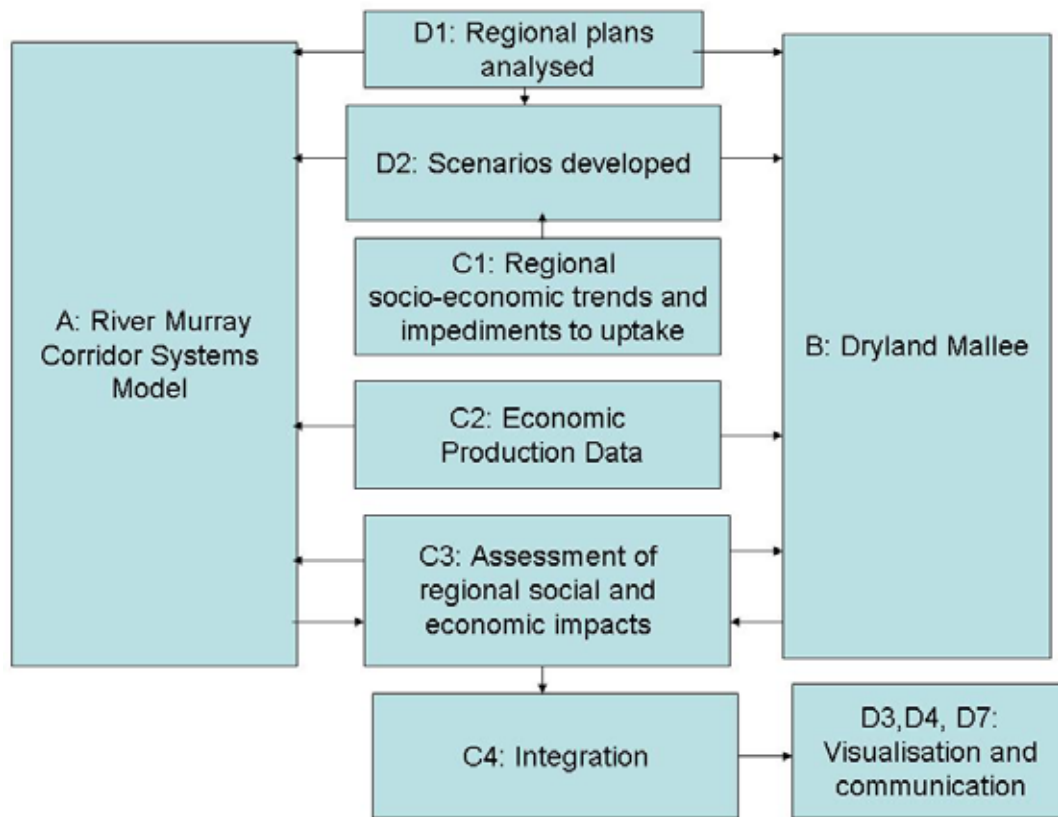 D1: Regional plans
analysed
D2: Scenarios developed
C1: Regional
socio-economic trends and
impediments to uptake
A: River Murray
Corridor Systems
Model
B: Dryland Mallee
C2: Economic
Production Data
C3: Assessment of
regional social and
economic impacts
C4: Integration
D3,D4, D7:
Visualisation and
communication